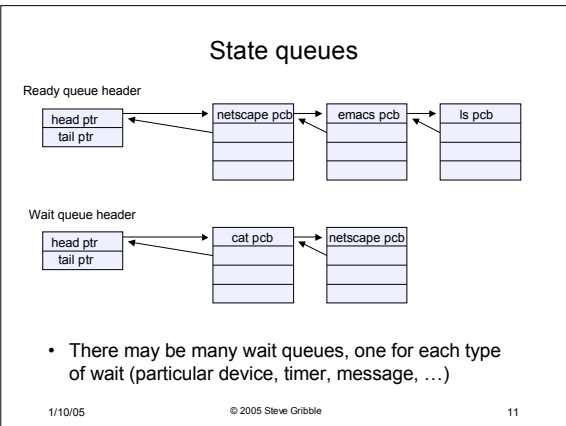 State queues
Ready queue header
head ptr
tail ptr
netscape pcb
emacs pcb
ls pcb
Wait queue header
head ptr
tail ptr
cat pcb
netscape pcb
• There may be many wait queues, one for each type
of wait (particular device, timer, message, …)
1/10/05
© 2005 Steve Gribble
11